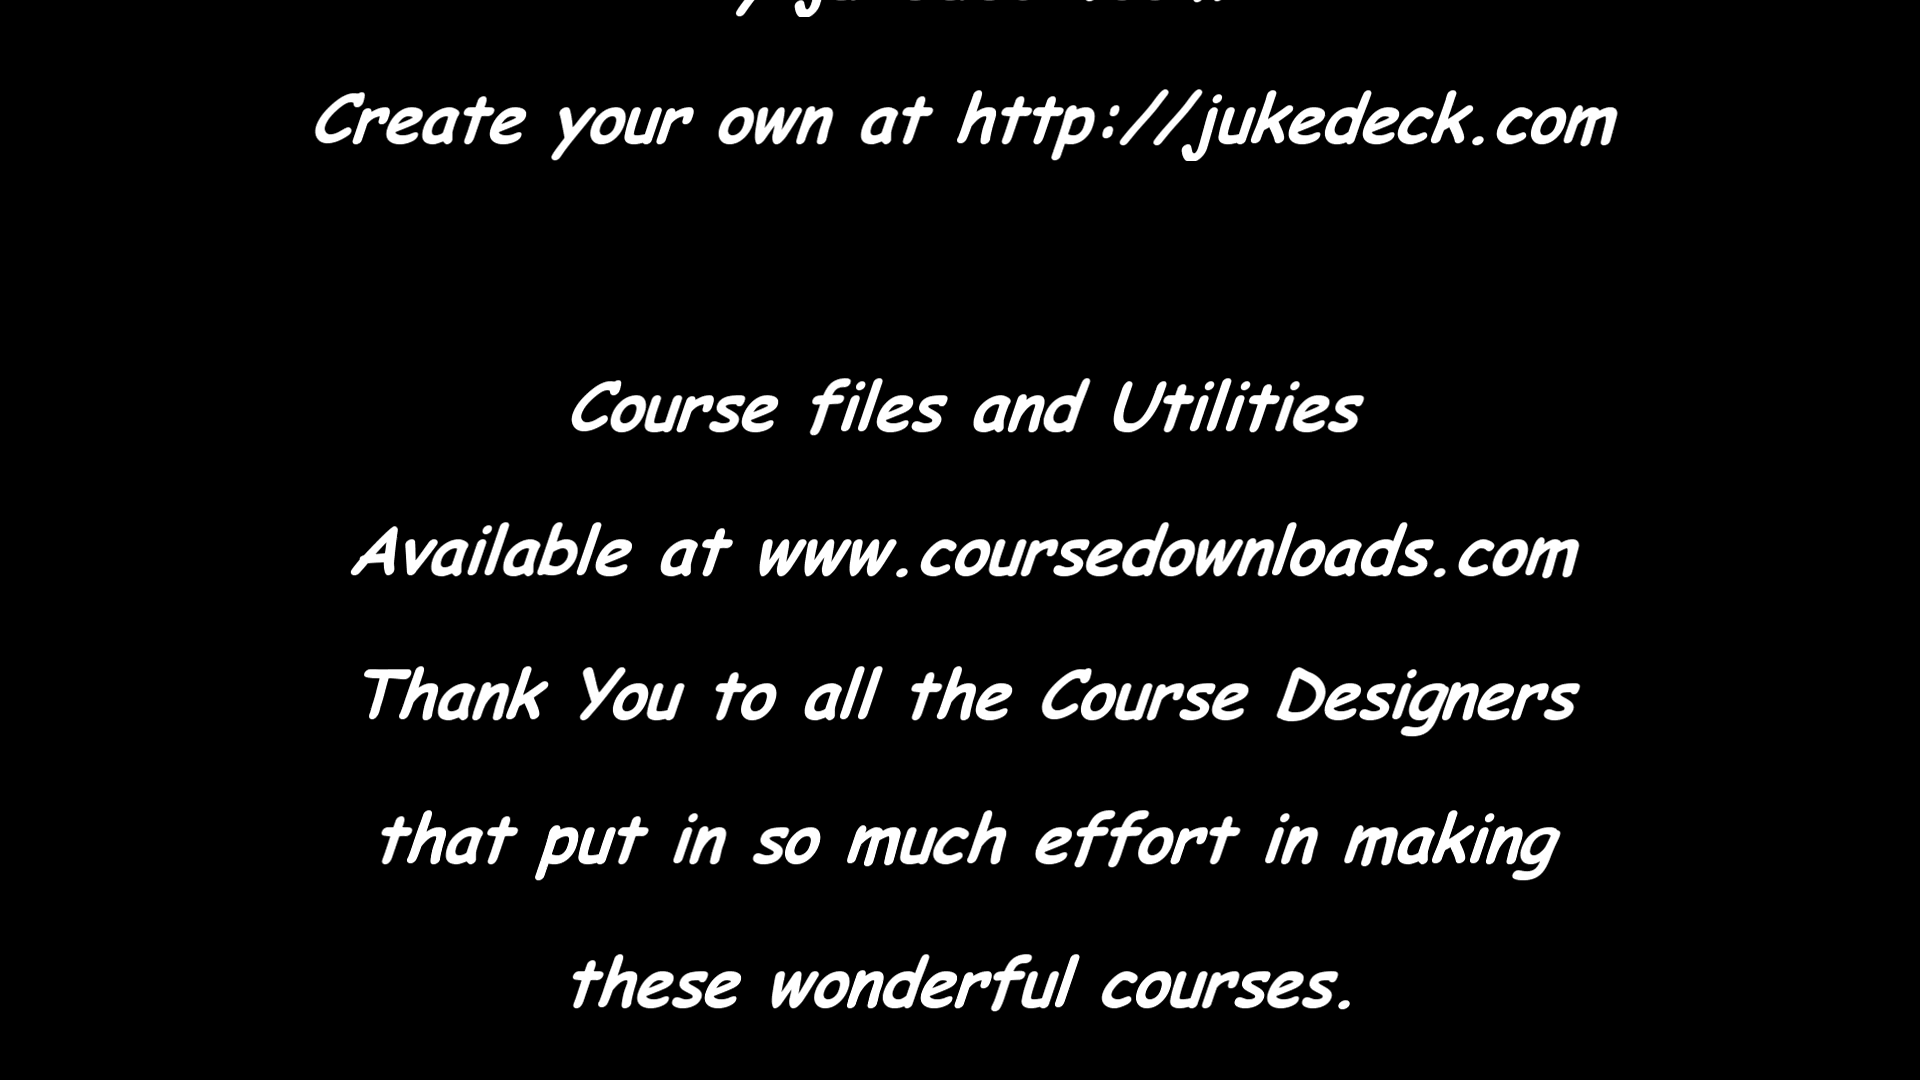 Create your own at http://jukedeck.com
Course files and Utilities
Available at www.coursedownloads.com
Thank You to all the Course Designers
that put in so much effort in making
these wonderful courses.